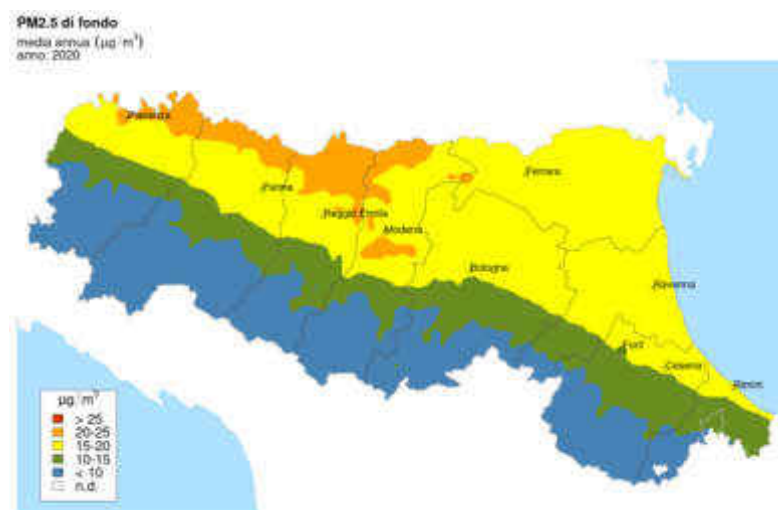 PM2.5 di fondo
media annua (µg/m³)
anno: 2020
Piacenza
Parma
Reggio Emilia
Modena
Ferrara
Bologna
Ravenna
Forlì
Cesena
Rimini
µg/m³
> 25
20-25
15-20
10-15
< 10
n.d.